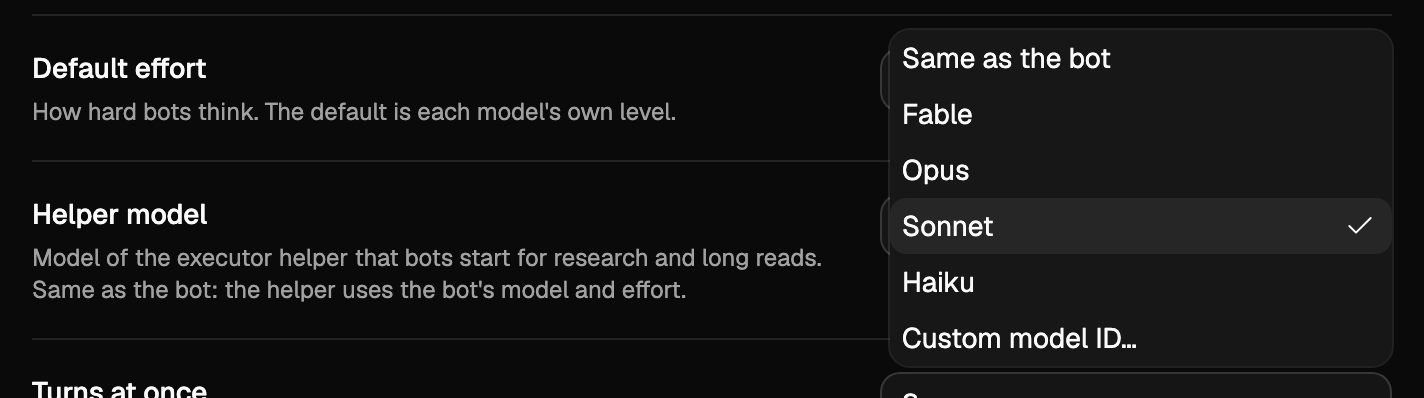 Default effort
How hard bots think. The default is each model's own level.
Helper model
Model of the executor helper that bots start for research and long reads.
Same as the bot: the helper uses the bot's model and effort.
Turns at once
Same as the bot
Fable
Opus
Sonnet
Haiku
Custom model ID…